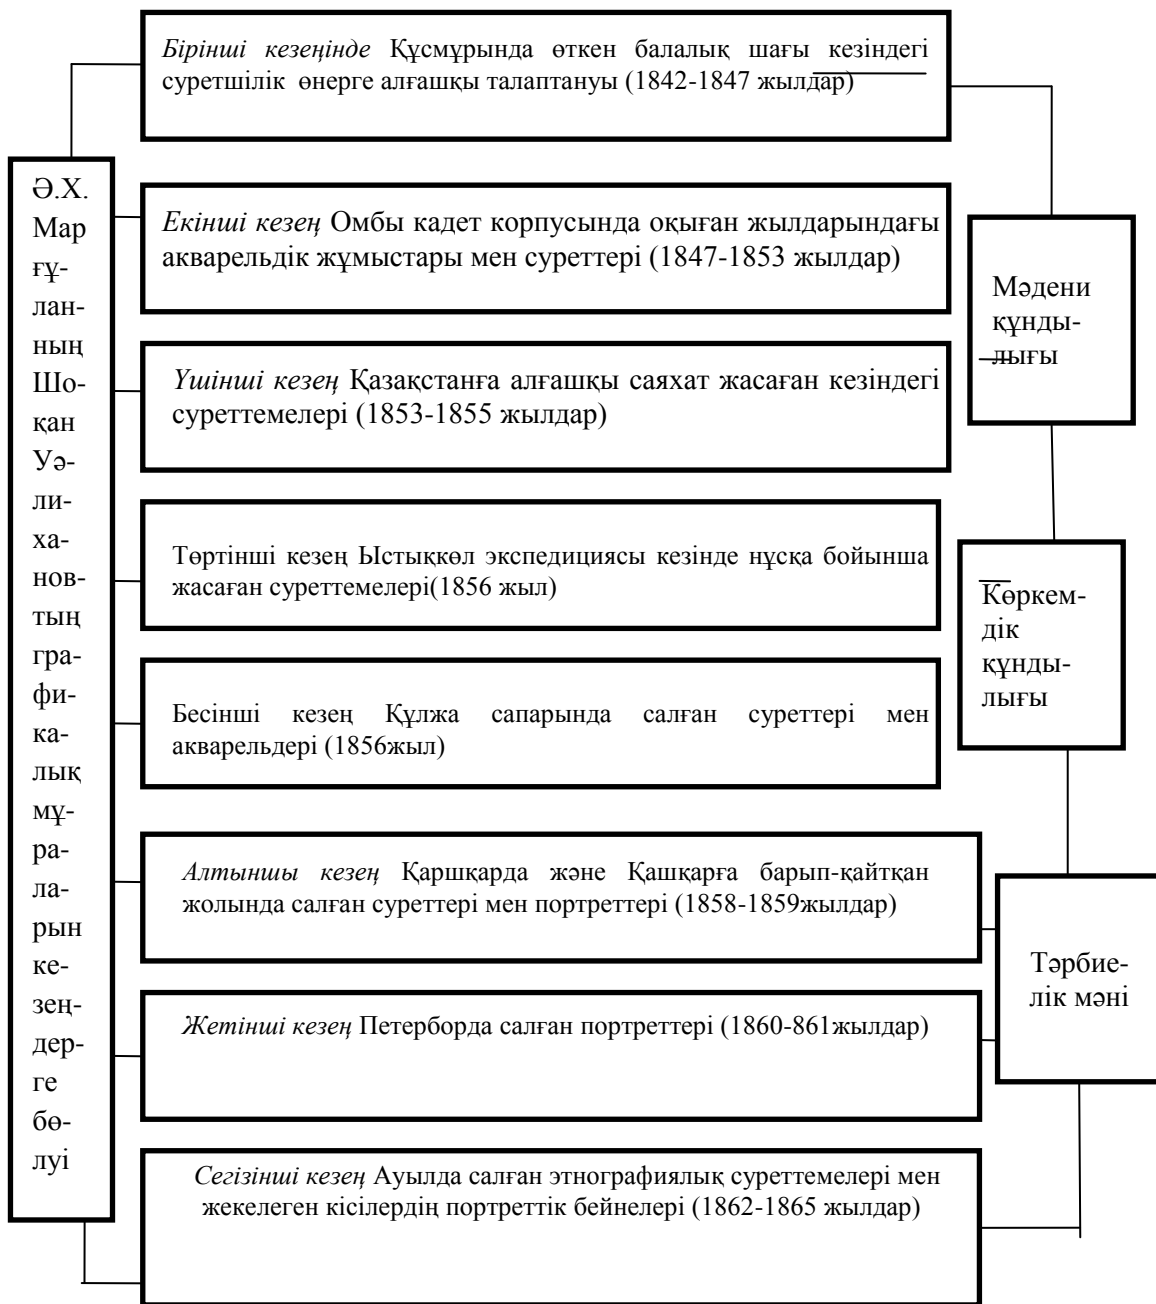 Бірінші кезеңінде Құсмұрында өткен балалық шағы кезіндегі
суретшілік өнерге алғашқы талаптануы (1842-1847 жылдар)
Ә.Х.
Мар
ғұ-
лан-
ның
Шо-
қан
Уә-
ли-
ха-
нов-
тың
гра-
фи-
ка-
лық
мұ-
ра-
ла-
рын
ке-
зең-
дер-
ге
бө-
луі
Екінші кезең Омбы кадет корпусында оқыған жылдарындағы
акварельдік жұмыстары мен суреттері (1847-1853 жылдар)
Үшінші кезең Қазақстанға алғашқы саяхат жасаған кезіндегі
суреттемелері (1853-1855 жылдар)
Төртінші кезең Ыстықкөл экспедициясы кезінде нұсқа бойынша
жасаған суреттемелері(1856 жыл)
Бесінші кезең Құлжа сапарында салған суреттері мен
акварельдері (1856жыл)
Алтыншы кезең Қаршқарда және Қашқарға барып-қайтқан
жолында салған суреттері мен портреттері (1858-1859жылдар)
Жетінші кезең Петерборда салған портреттері (1860-861жылдар)
Сегізінші кезең Ауылда салған этнографиялық суреттемелері мен
жекелеген кісілердің портреттік бейнелері (1862-1865 жылдар)
Мәдени
құнды-
лығы
Көркем-
дік
құнды-
лығы
Тәрбие-
лік мәні